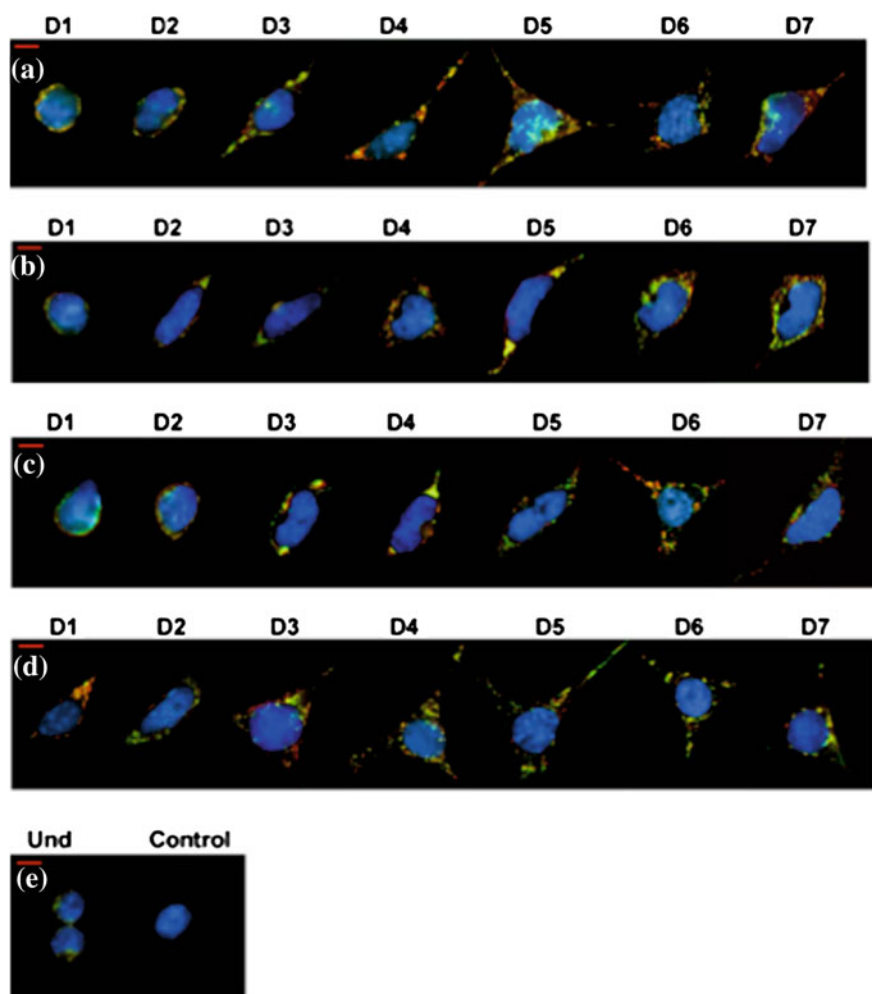 D1 D2 D3 D4 D5 D6 D7
(a)
D1 D2 D3 D4 D5 D6 D7
(b)
D1 D2 D3 D4 D5 D6 D7
(c)
D1 D2 D3 D4 D5 D6 D7
(d)
Und Control
(e)